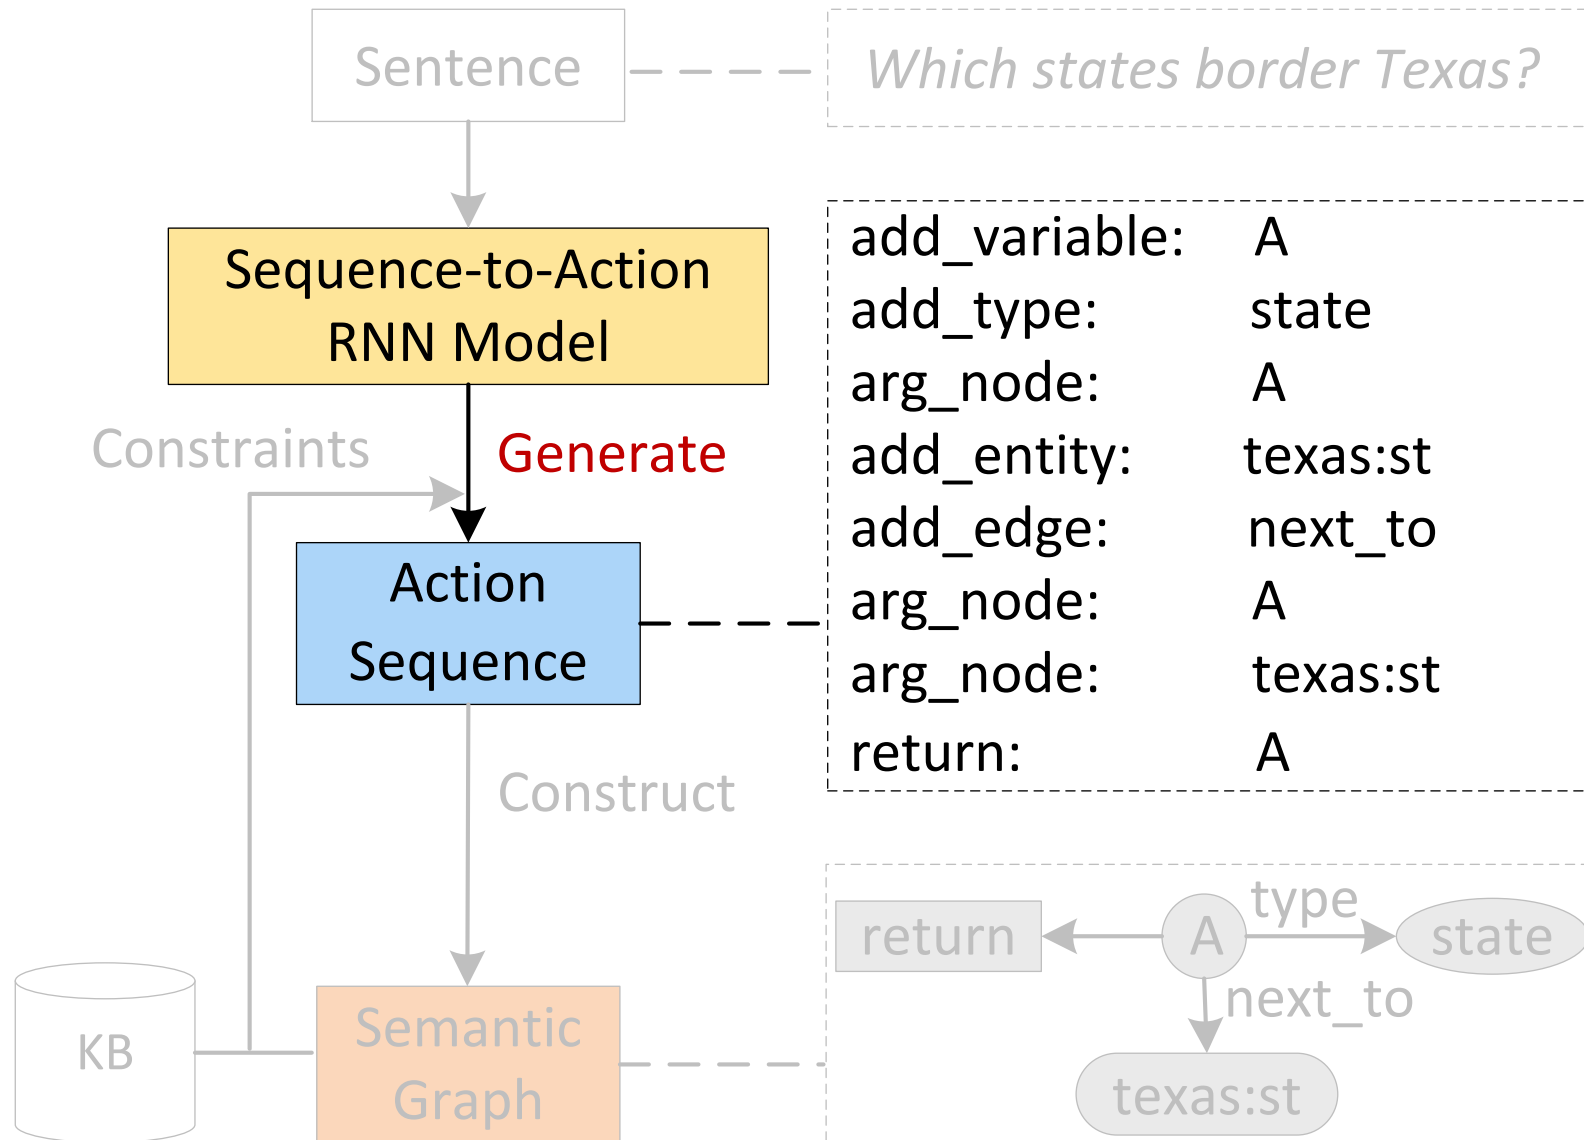 Sentence
Which states border Texas?
Sequence-to-Action
RNN Model
Constraints
Generate
Action
Sequence
add_variable: A
add_type: state
arg_node: A
add_entity: texas:st
add_edge: next_to
arg_node: A
arg_node: texas:st
return: A
Construct
KB
Semantic
Graph
return
A
type
state
next_to
texas:st